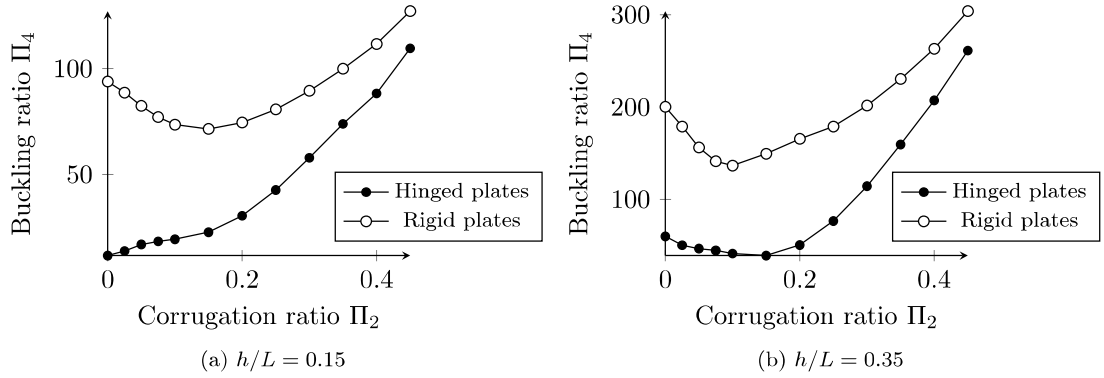 Buckling ratio Π₄
100
50
0
0.2
0.4
Corrugation ratio Π₂
Hinged plates
Rigid plates
(a) h/L = 0.15
Buckling ratio Π₄
300
200
100
0
0.2
0.4
Corrugation ratio Π₂
Hinged plates
Rigid plates
(b) h/L = 0.35